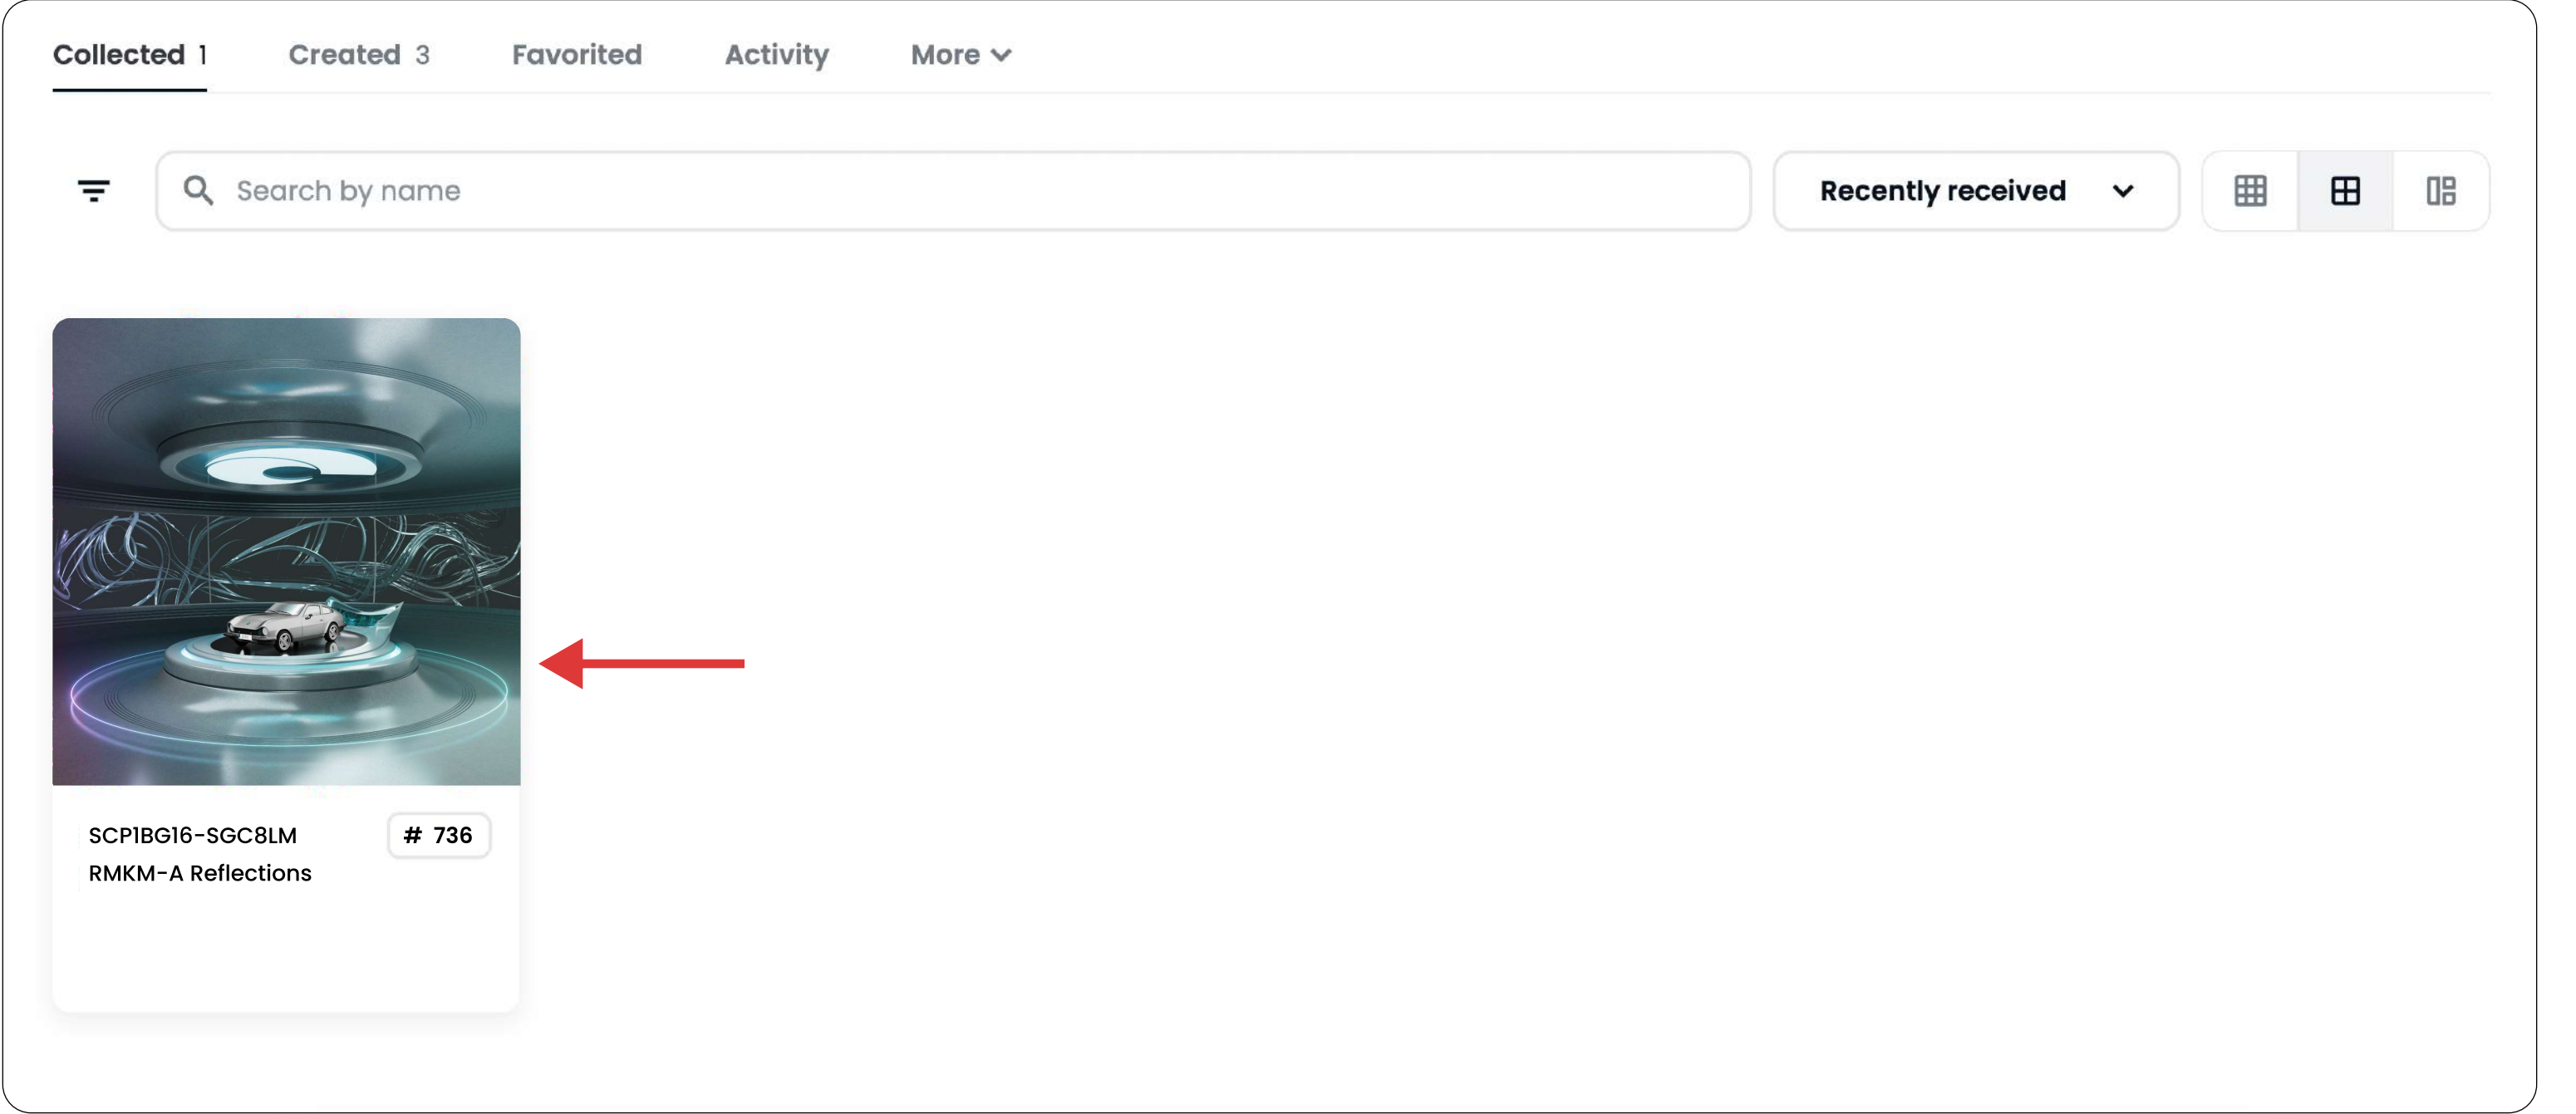 Collected 1 Created 3 Favorited Activity More
Search by name Recently received
SCP1BG16-SGC8LM # 736
RMKM-A Reflections